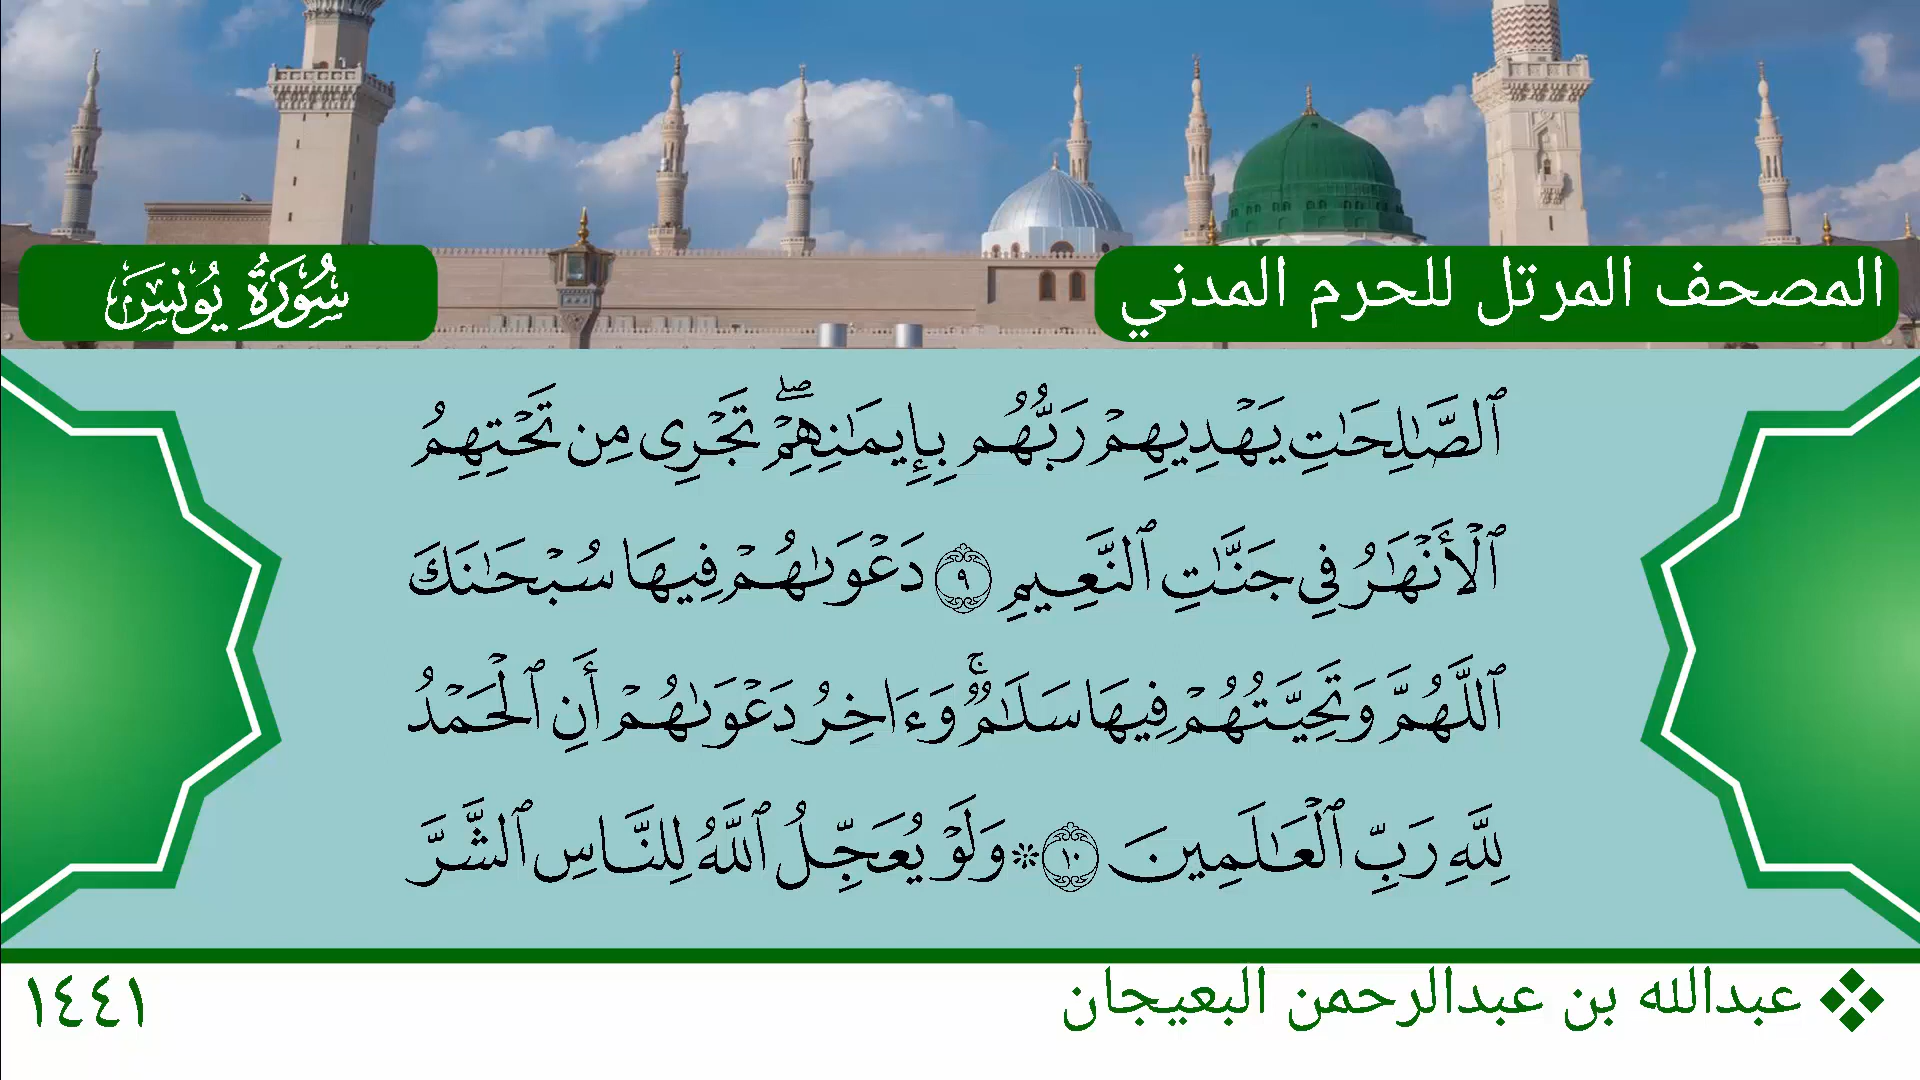 المصحف المرتل للحرم المدني
سُورَةُ يُونُسَ
ٱلصَّـٰلِحَـٰتِ يَهْدِيهِمْ رَبُّهُم بِإِيمَـٰنِهِمْ ۖ تَجْرِى مِن تَحْتِهِمُ
ٱلْأَنْهَـٰرُ فِى جَنَّـٰتِ ٱلنَّعِيمِ ٩ دَعْوَىٰهُمْ فِيهَا سُبْحَـٰنَكَ
ٱللَّهُمَّ وَتَحِيَّتُهُمْ فِيهَا سَلَـٰمٌ ۚ وَءَاخِرُ دَعْوَىٰهُمْ أَنِ ٱلْحَمْدُ
لِلَّهِ رَبِّ ٱلْعَـٰلَمِينَ ١٠ ۞ وَلَوْ يُعَجِّلُ ٱللَّهُ لِلنَّاسِ ٱلشَّرَّ
عبدالله بن عبدالرحمن البعيجان
١٤٤١